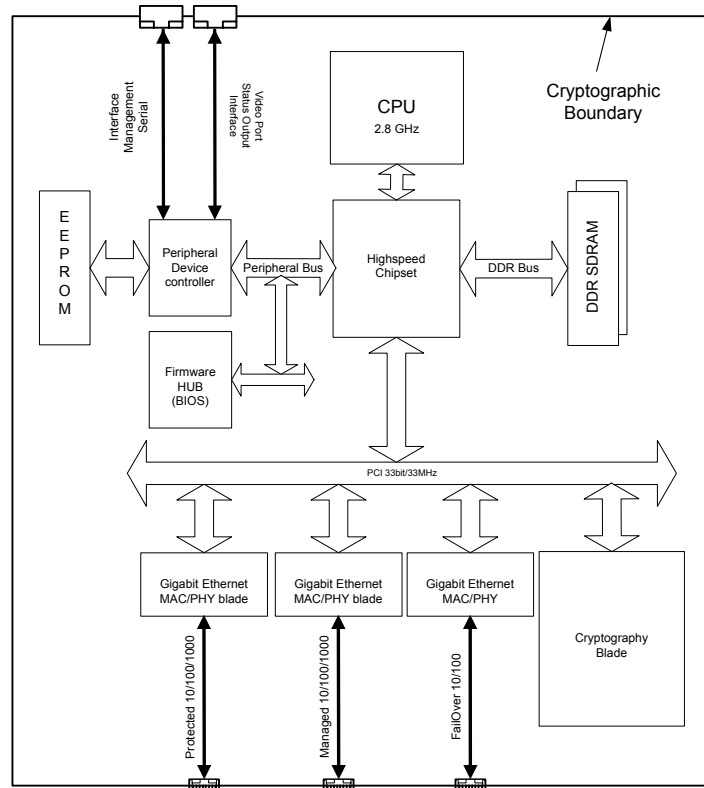 Interface
Management
Serial
Video Port
Status Output
Interface
CPU
2.8 GHz
Cryptographic
Boundary
EEPROM
Peripheral
Device
controller
Peripheral Bus
Highspeed
Chipset
DDR Bus
DDR SDRAM
Firmware
HUB
(BIOS)
PCI 33bit/33MHz
Gigabit Ethernet
MAC/PHY blade
Gigabit Ethernet
MAC/PHY blade
Gigabit Ethernet
MAC/PHY
Cryptography
Blade
Protected 10/100/1000
Managed 10/100/1000
FailOver 10/100